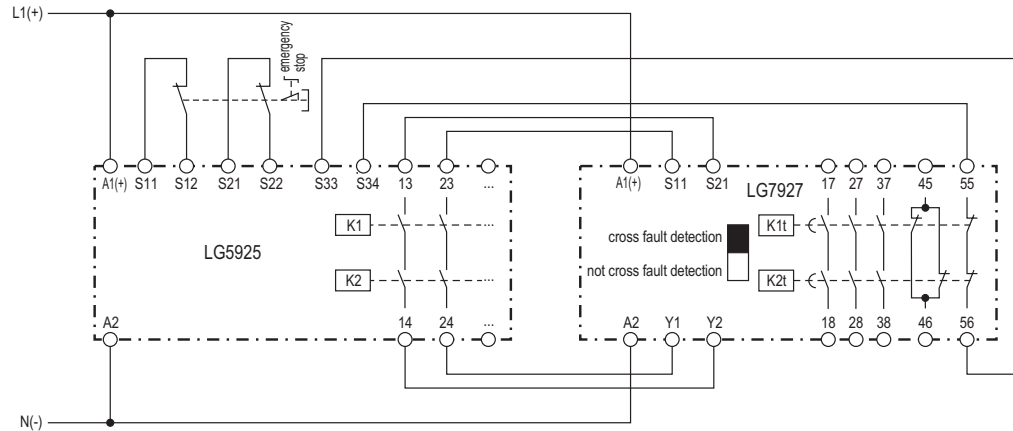 L1(+)
emergency
stop
A1(+) S11 S12 S21 S22 S33 S34 13 23 ...
A1(+) S11 S21 17 27 37 45 55
LG7927
K1 ...
K1t
cross fault detection
LG5925
not cross fault detection
K2 ...
K2t
A2 14 24 ...
A2 Y1 Y2 18 28 38 46 56
N(-)